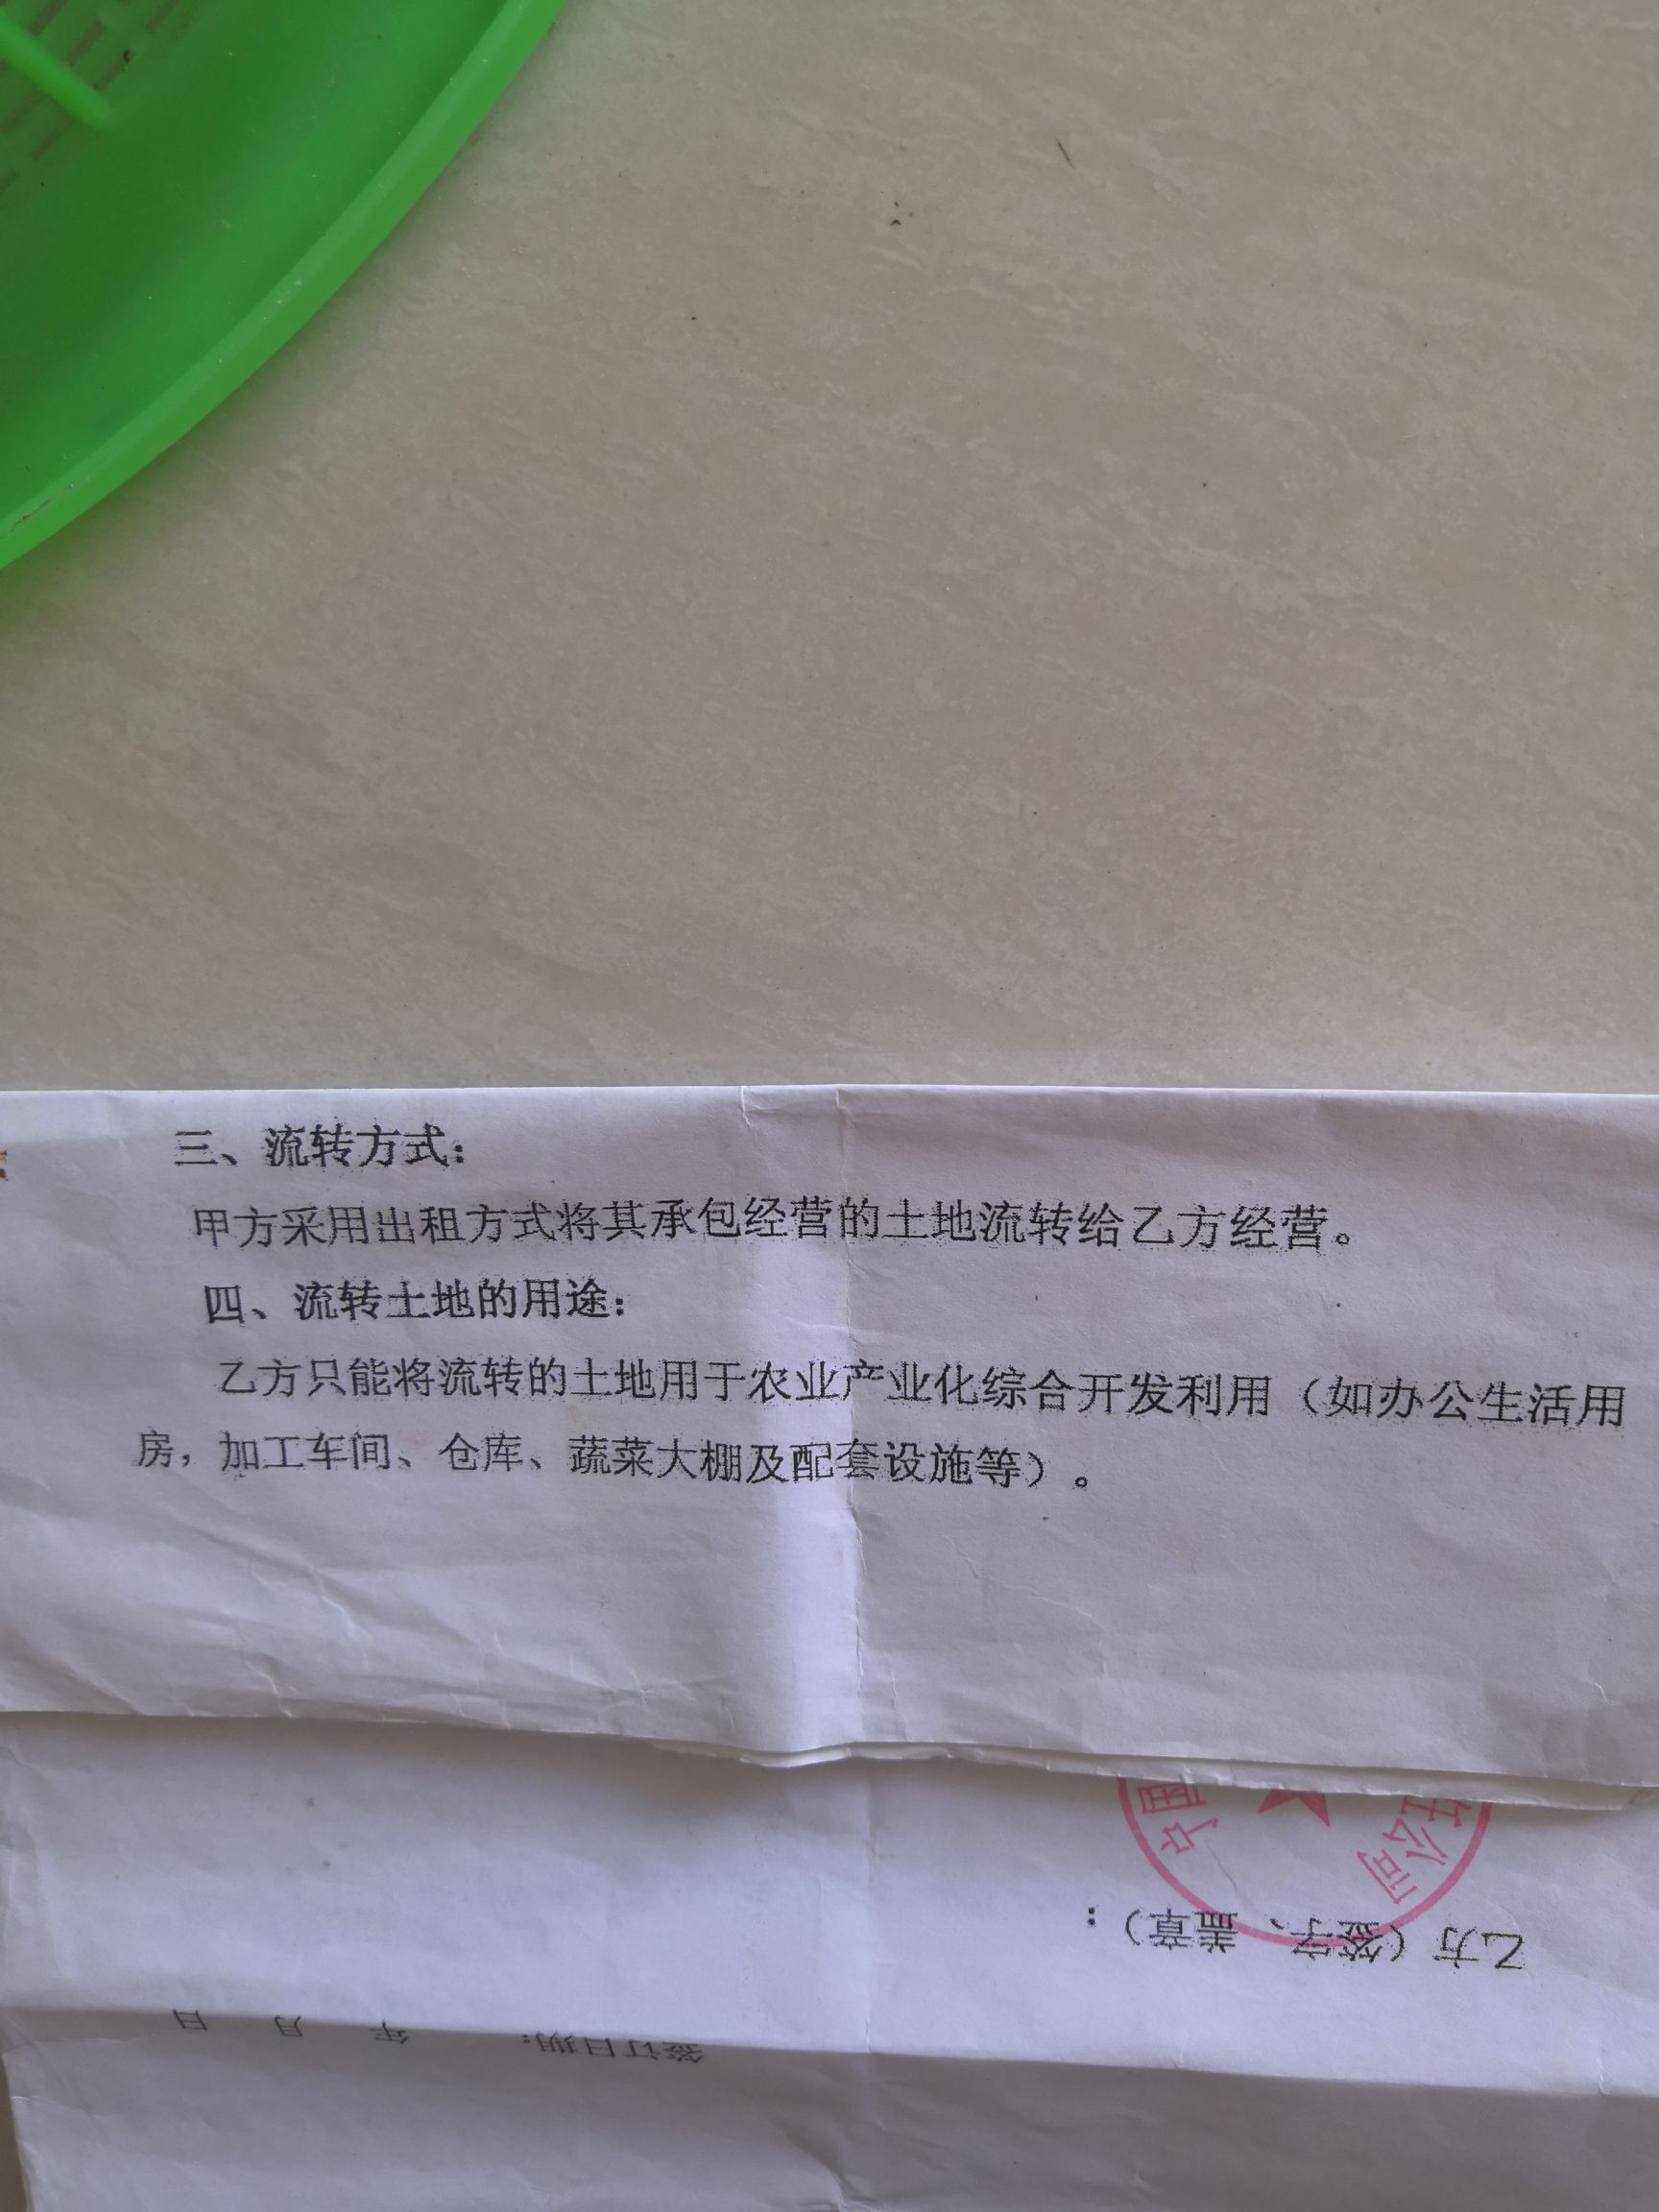 三、流转方式：
甲方采用出租方式将其承包经营的土地流转给乙方经营。
四、流转土地的用途：
乙方只能将流转的土地用于农业产业化综合开发利用（如办公生活用
房，加工车间、仓库、蔬菜大棚及配套设施等）。
宁国
任公司
乙方（签字、盖章）：
签订日期： 年 月 日